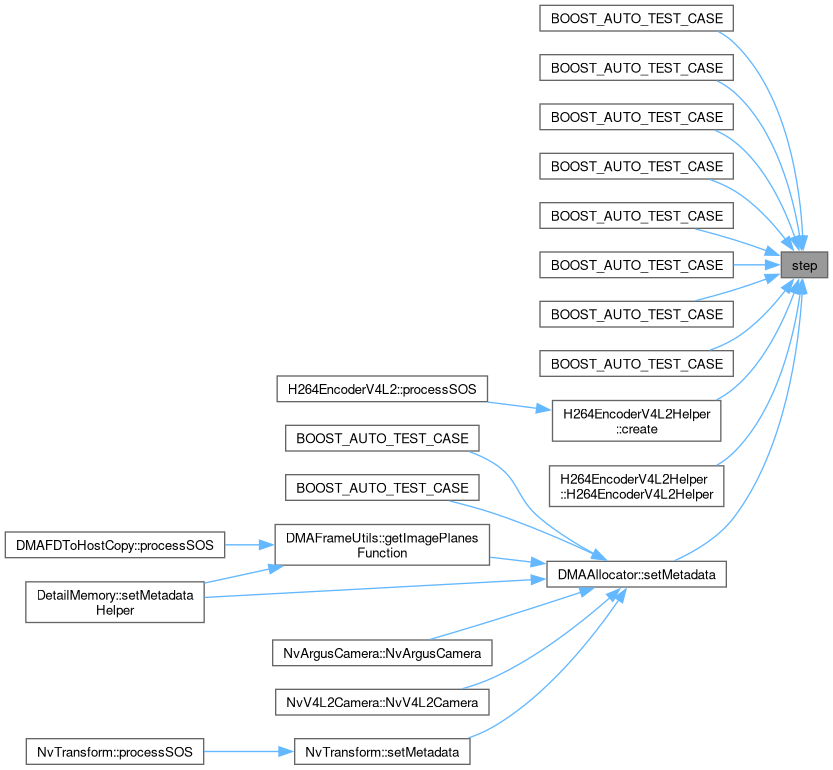 BOOST_AUTO_TEST_CASE
BOOST_AUTO_TEST_CASE
BOOST_AUTO_TEST_CASE
BOOST_AUTO_TEST_CASE
BOOST_AUTO_TEST_CASE
BOOST_AUTO_TEST_CASE
step
BOOST_AUTO_TEST_CASE
BOOST_AUTO_TEST_CASE
H264EncoderV4L2::processSOS
H264EncoderV4L2Helper
::create
BOOST_AUTO_TEST_CASE
H264EncoderV4L2Helper
::H264EncoderV4L2Helper
BOOST_AUTO_TEST_CASE
DMAFDToHostCopy::processSOS
DMAFrameUtils::getImagePlanes
Function
DMAAllocator::setMetadata
DetailMemory::setMetadata
Helper
NvArgusCamera::NvArgusCamera
NvV4L2Camera::NvV4L2Camera
NvTransform::processSOS
NvTransform::setMetadata